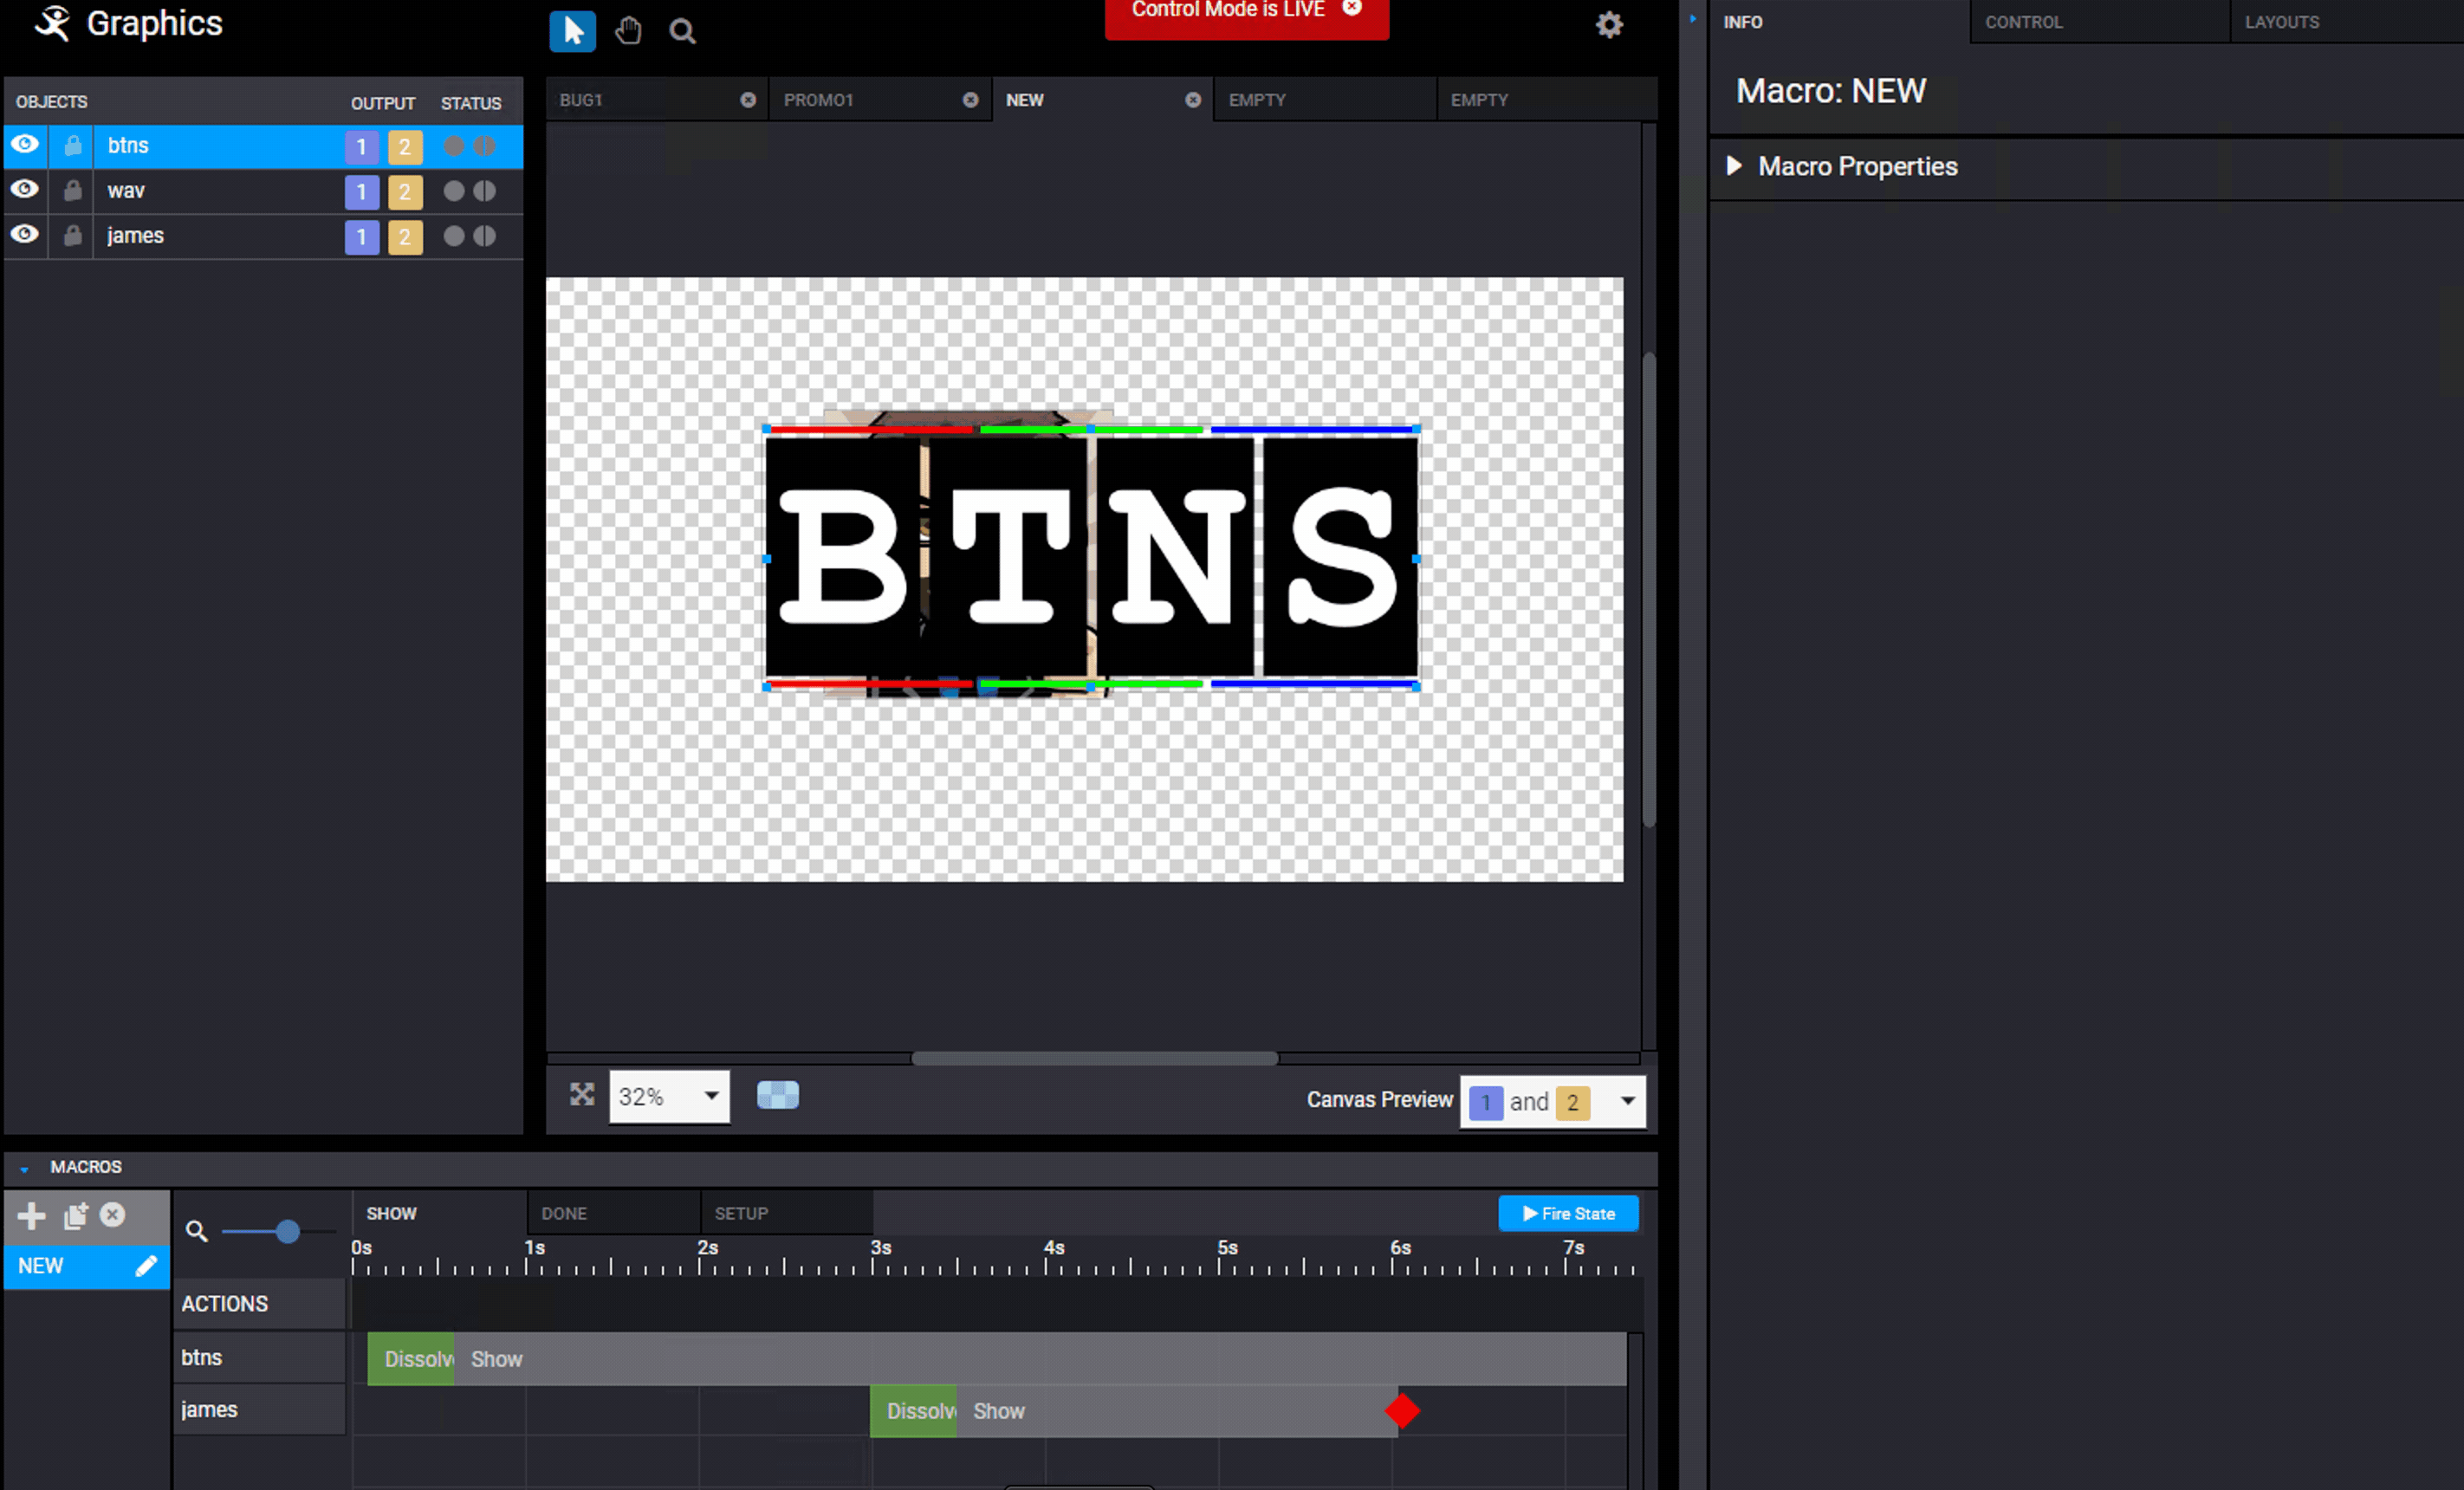 Graphics
Control Mode is LIVE
INFO
CONTROL
LAYOUTS
OBJECTS
OUTPUT
STATUS
btns
1
2
wav
1
2
james
1
2
BUG1
PROMO1
NEW
EMPTY
EMPTY
Macro: NEW
Macro Properties
BTNS
32%
Canvas Preview
1 and 2
MACROS
SHOW
DONE
SETUP
Fire State
0s
1s
2s
3s
4s
5s
6s
7s
NEW
ACTIONS
btns
Dissolv
Show
james
Dissolv
Show